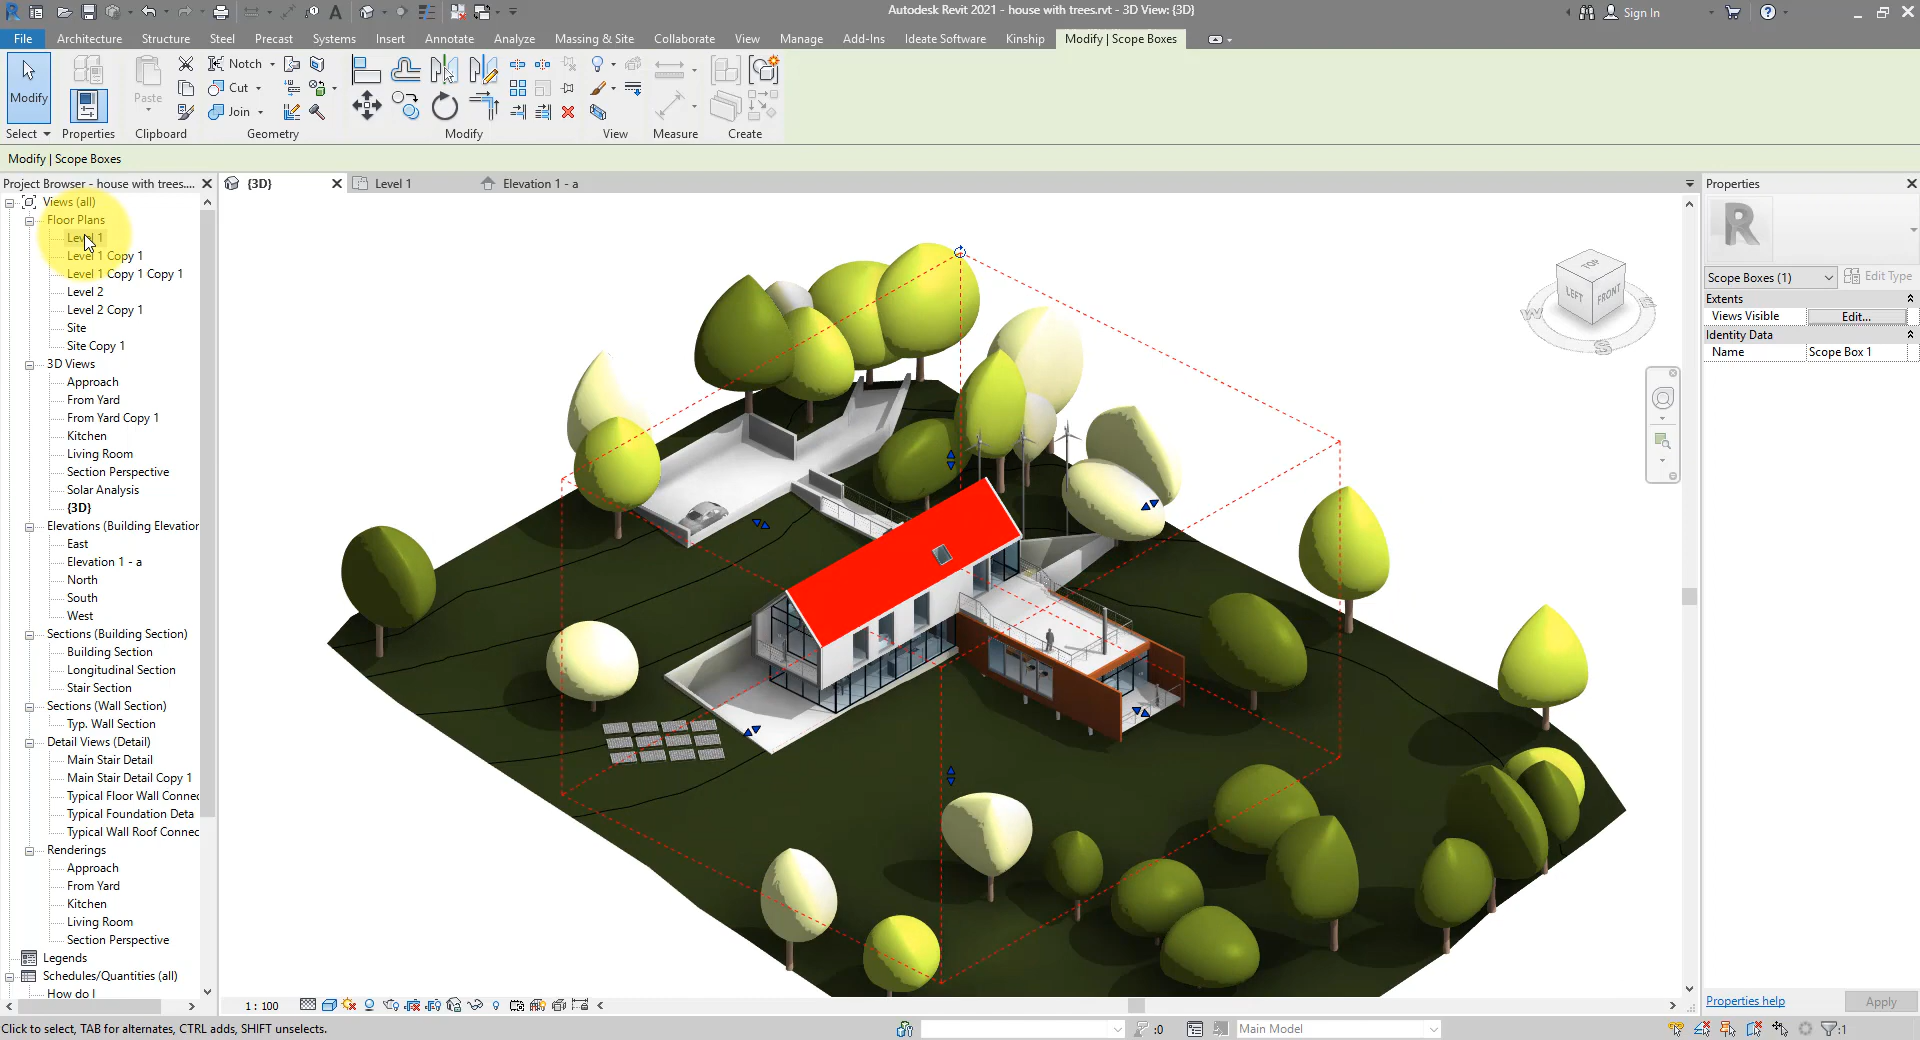 Autodesk Revit 2021 - house with trees.rvt - 3D View: {3D}
Sign In
File
Architecture
Structure
Steel
Precast
Systems
Insert
Annotate
Analyze
Massing & Site
Collaborate
View
Manage
Add-Ins
Ideate Software
Kinship
Modify | Scope Boxes
Modify
Paste
Notch
Cut
Join
Select
Properties
Clipboard
Geometry
Modify
View
Measure
Create
Modify | Scope Boxes
Project Browser - house with trees....
Views (all)
Floor Plans
Level 1
Level 1 Copy 1
Level 1 Copy 1 Copy 1
Level 2
Level 2 Copy 1
Site
Site Copy 1
3D Views
Approach
From Yard
From Yard Copy 1
Kitchen
Living Room
Section Perspective
Solar Analysis
{3D}
Elevations (Building Elevation
East
Elevation 1 - a
North
South
West
Sections (Building Section)
Building Section
Longitudinal Section
Stair Section
Sections (Wall Section)
Typ. Wall Section
Detail Views (Detail)
Main Stair Detail
Main Stair Detail Copy 1
Typical Floor Wall Connec
Typical Foundation Deta
Typical Wall Roof Connec
Renderings
Approach
From Yard
Kitchen
Living Room
Section Perspective
Legends
Schedules/Quantities (all)
How do I
{3D}
Level 1
Elevation 1 - a
TOP
LEFT
FRONT
W
S
E
Properties
R
Scope Boxes (1)
Edit Type
Extents
Views Visible
Edit...
Identity Data
Name
Scope Box 1
Properties help
Apply
1 : 100
Click to select, TAB for alternates, CTRL adds, SHIFT unselects.
:0
Main Model
:1